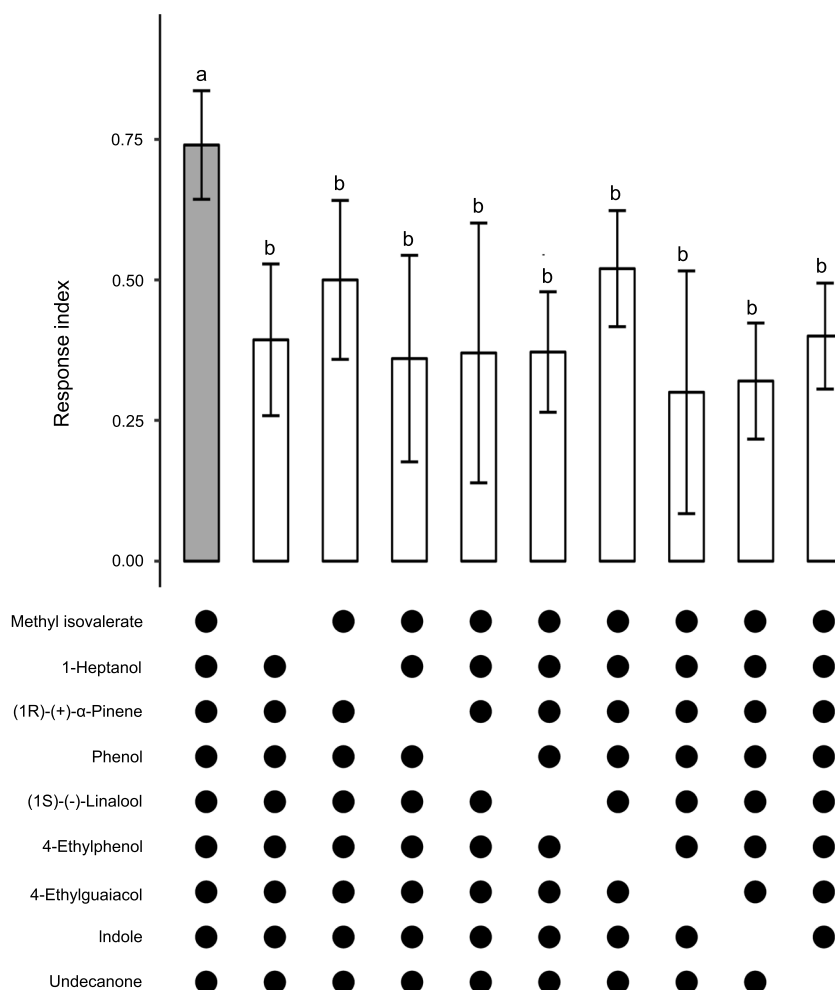 a
b
b
b
b
b
b
b
b
b
0.75
0.50
0.25
0.00
Response index
Methyl isovalerate
1-Heptanol
(1R)-(+)-α-Pinene
Phenol
(1S)-(-)-Linalool
4-Ethylphenol
4-Ethylguaiacol
Indole
Undecanone